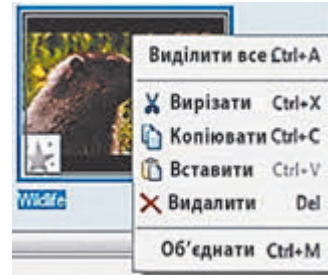 Виділити все Ctrl+A
Вирізати Ctrl+X
Копіювати Ctrl+C
Вставити Ctrl+V
Видалити Del
Об’єднати Ctrl+M
Wildlife